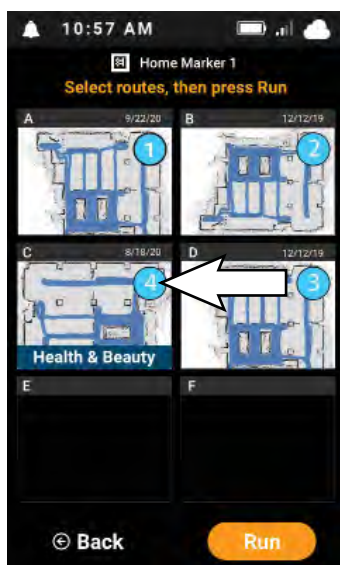 10:57 AM
Home Marker 1
Select routes, then press Run
A 9/22/20 B 12/12/19
1 2
C 8/18/20 D 12/12/19
4 3
Health & Beauty
E F
Back Run